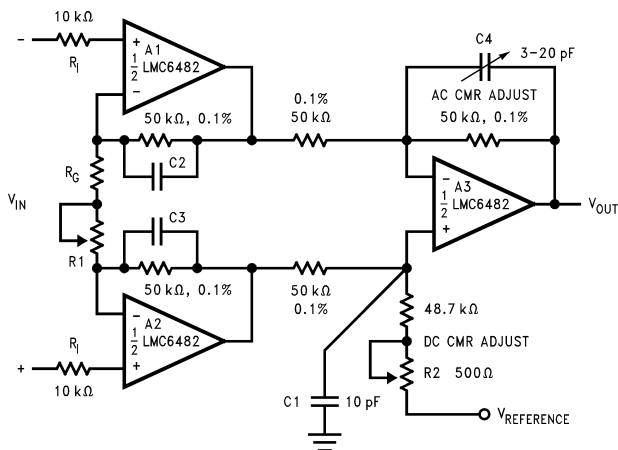 10 kΩ
−
R_I
+
A1
1/2 LMC6482
−
50 kΩ, 0.1%
C2
R_G
V_IN
R1
C3
50 kΩ, 0.1%
−
A2
1/2 LMC6482
+
R_I
+
10 kΩ
0.1%
50 kΩ
50 kΩ
0.1%
C4
3-20 pF
AC CMR ADJUST
50 kΩ, 0.1%
−
A3
1/2 LMC6482
+
V_OUT
48.7 kΩ
DC CMR ADJUST
R2 500Ω
C1 10 pF
V_REFERENCE